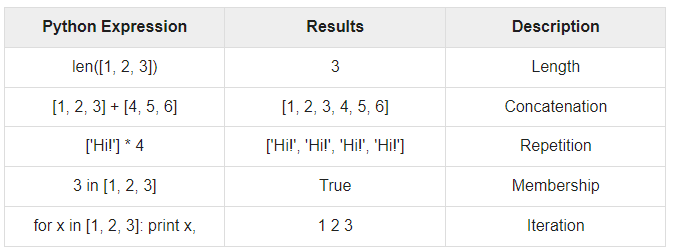 Python Expression Results Description
len([1, 2, 3]) 3 Length
[1, 2, 3] + [4, 5, 6] [1, 2, 3, 4, 5, 6] Concatenation
['Hi!'] * 4 ['Hi!', 'Hi!', 'Hi!', 'Hi!'] Repetition
3 in [1, 2, 3] True Membership
for x in [1, 2, 3]: print x, 1 2 3 Iteration